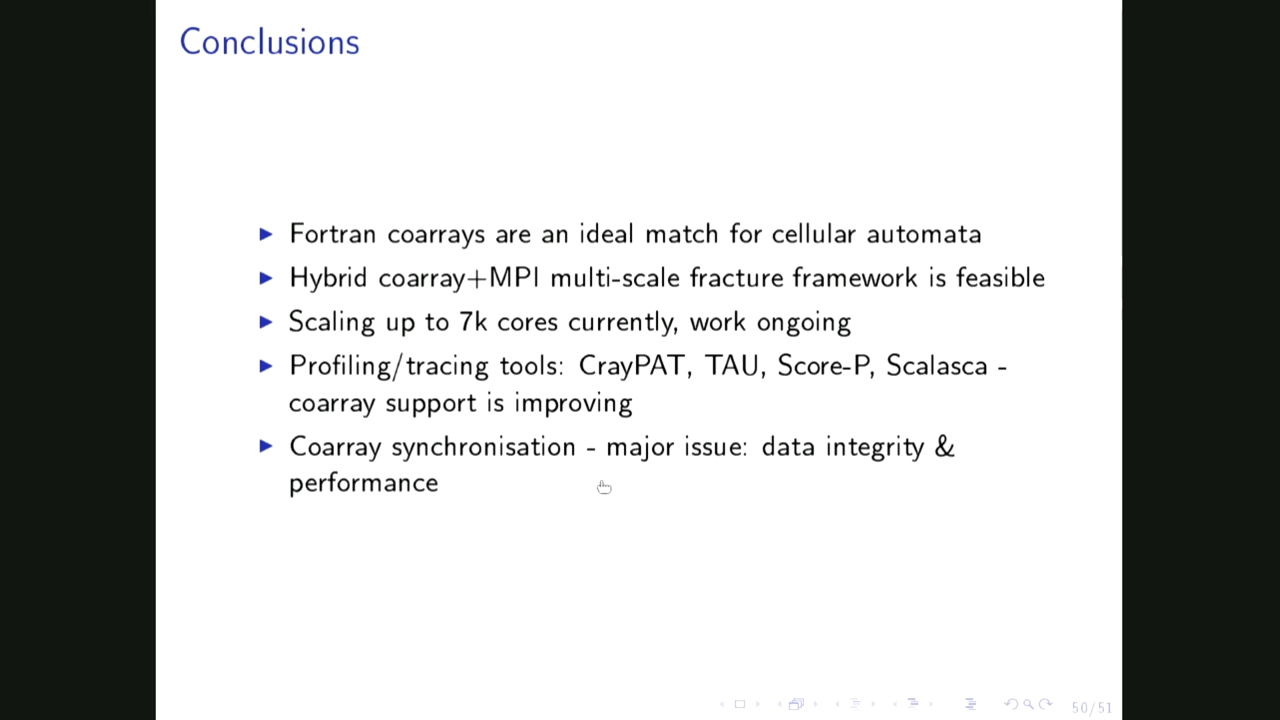 Conclusions
Fortran coarrays are an ideal match for cellular automata
Hybrid coarray+MPI multi-scale fracture framework is feasible
Scaling up to 7k cores currently, work ongoing
Profiling/tracing tools: CrayPAT, TAU, Score-P, Scalasca -
coarray support is improving
Coarray synchronisation - major issue: data integrity &
performance
50/51